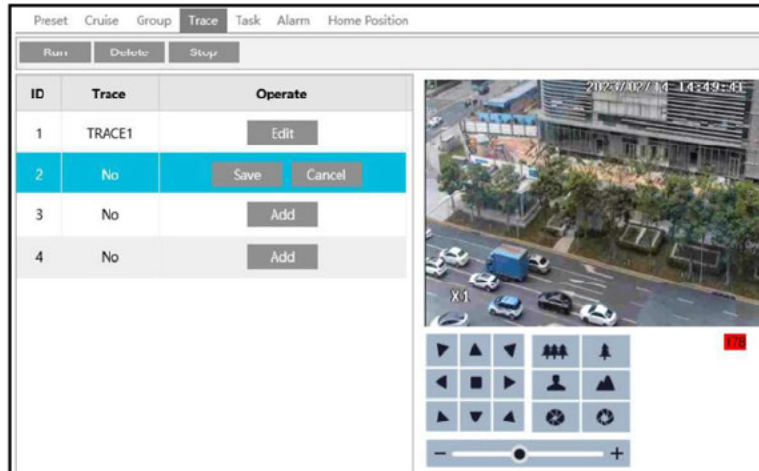 Preset Cruise Group Trace Task Alarm Home Position
Run Delete Stop
ID Trace Operate
1 TRACE1 Edit
2 No Save Cancel
3 No Add
4 No Add
2023/02/14 14:49:41
X1
178